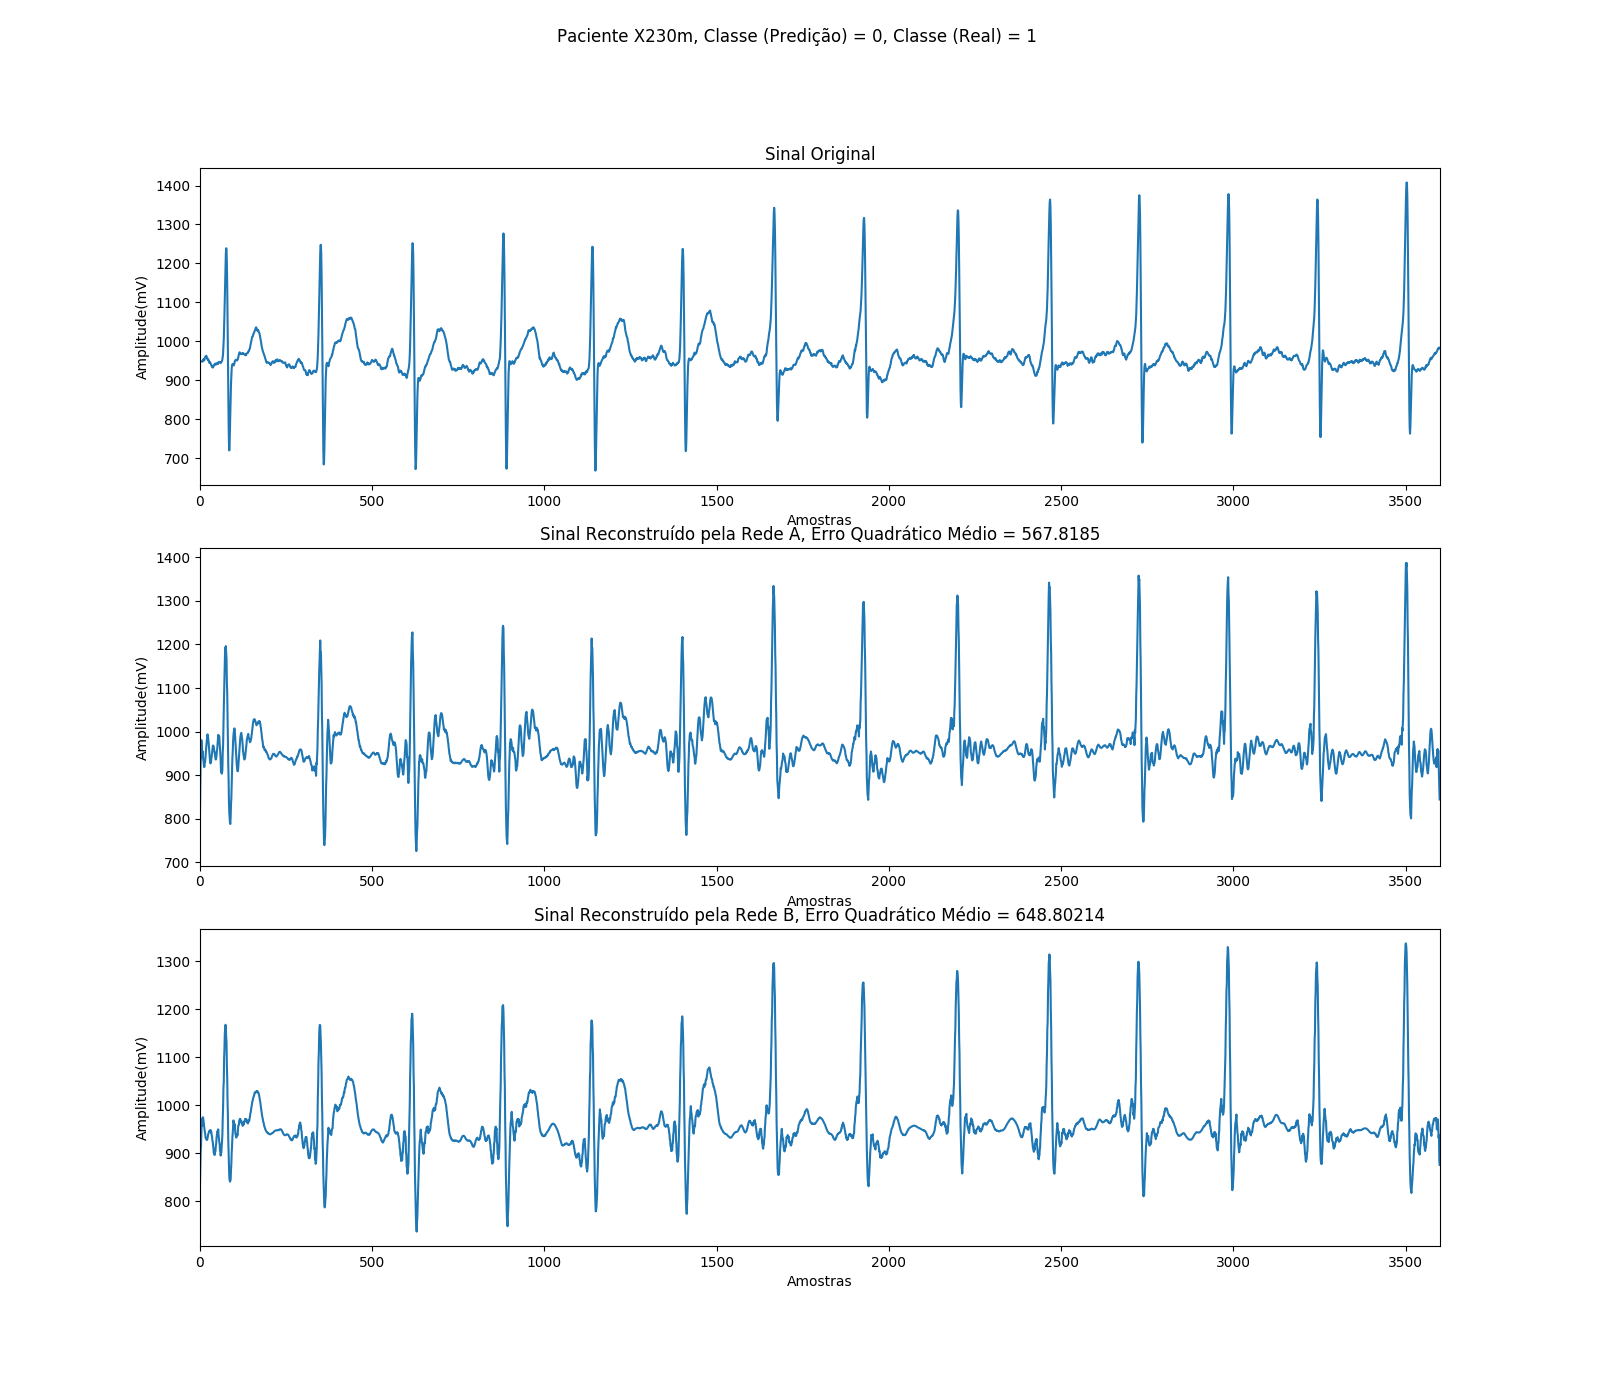 Paciente X230m, Classe (Predição) = 0, Classe (Real) = 1
Sinal Original
1400
1300
1200
1100
1000
900
800
700
Amplitude(mV)
0 500 1000 1500 2000 2500 3000 3500
Amostras
Sinal Reconstruído pela Rede A, Erro Quadrático Médio = 567.8185
1400
1300
1200
1100
1000
900
800
700
Amplitude(mV)
0 500 1000 1500 2000 2500 3000 3500
Amostras
Sinal Reconstruído pela Rede B, Erro Quadrático Médio = 648.80214
1300
1200
1100
1000
900
800
Amplitude(mV)
0 500 1000 1500 2000 2500 3000 3500
Amostras